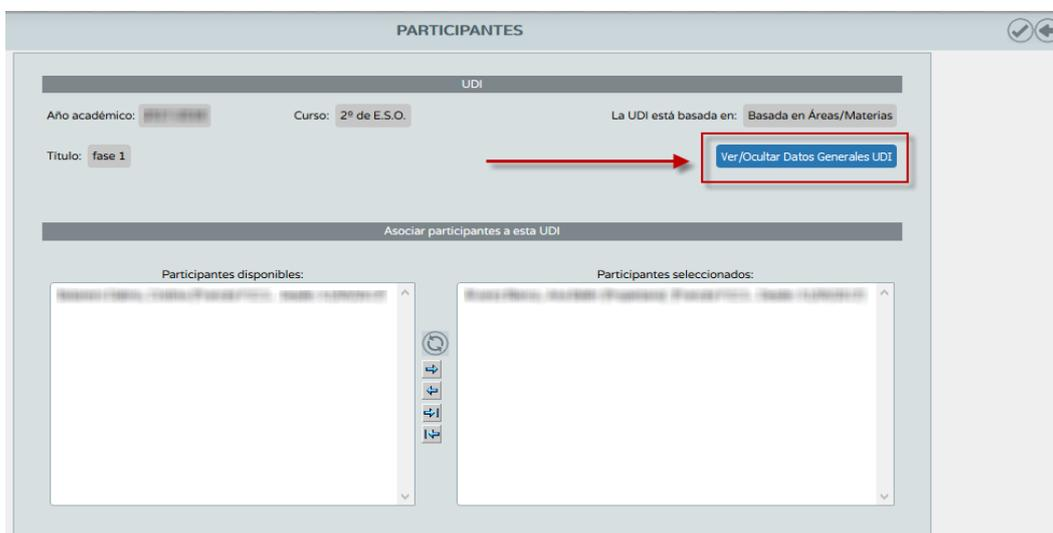 PARTICIPANTES
UDI
Año académico: Curso: 2º de E.S.O. La UDI está basada en: Basada en Áreas/Materias
Título: fase 1 Ver/Ocultar Datos Generales UDI
Asociar participantes a esta UDI
Participantes disponibles: Participantes seleccionados: